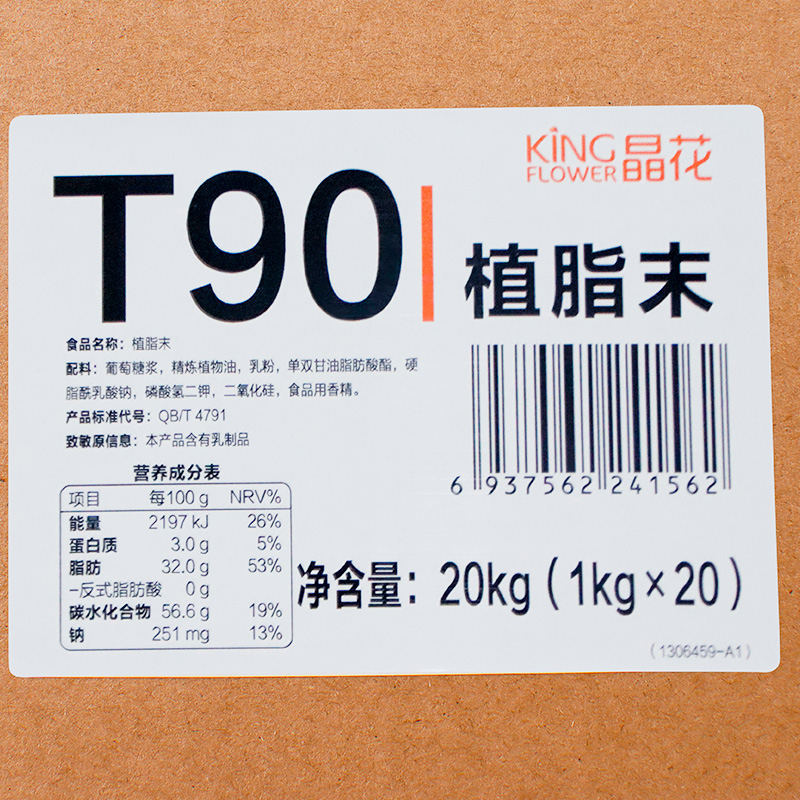 KING
FLOWER 晶花
T90 植脂末
食品名称：植脂末
配料：葡萄糖浆，精炼植物油，乳粉，单双甘油脂肪酸酯，硬
脂酰乳酸钠，磷酸氢二钾，二氧化硅，食品用香精。
产品标准代号：QB/T 4791
致敏原信息：本产品含有乳制品
6 937562 241562
营养成分表
项目 每100 g NRV%
能量 2197 kJ 26%
蛋白质 3.0 g 5%
脂肪 32.0 g 53%
-反式脂肪酸 0 g
碳水化合物 56.6 g 19%
钠 251 mg 13%
净含量：20kg（1kg×20）
（1306459-A1）